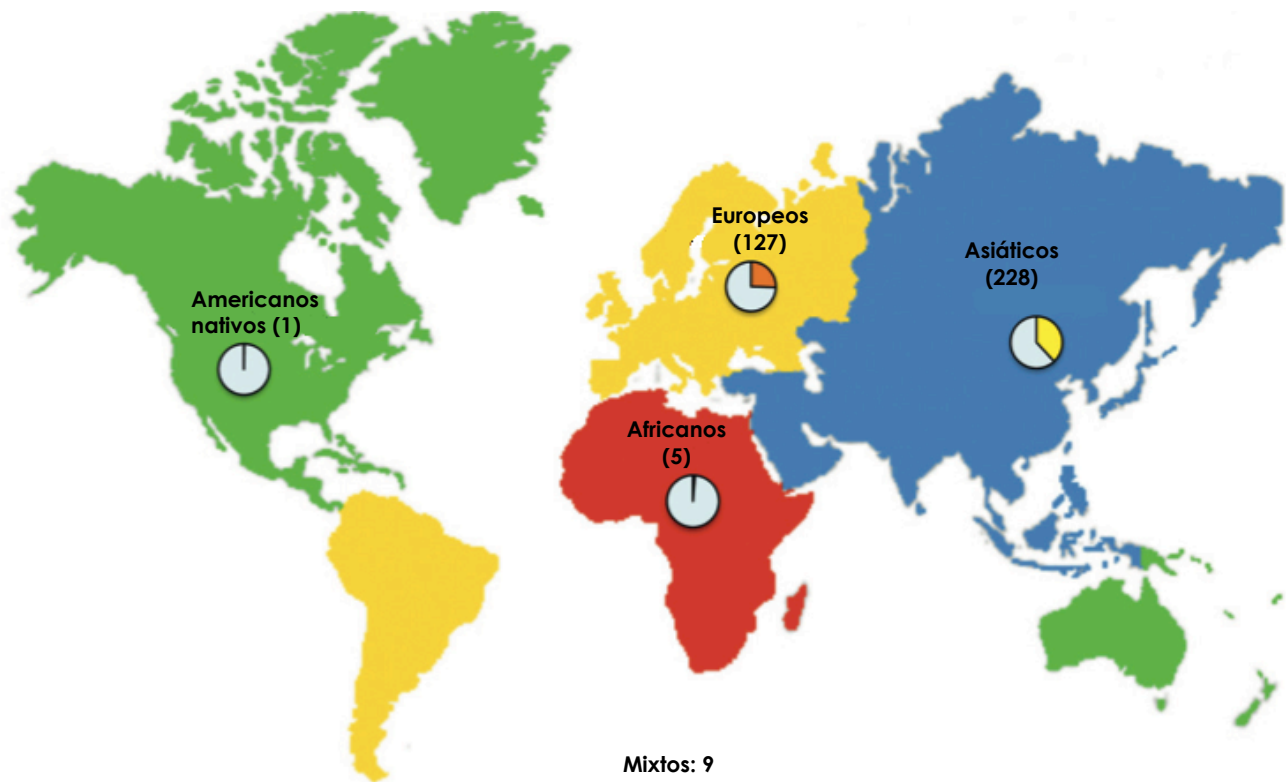 Europeos
(127)
Asiáticos
(228)
Americanos
nativos (1)
Africanos
(5)
Mixtos: 9